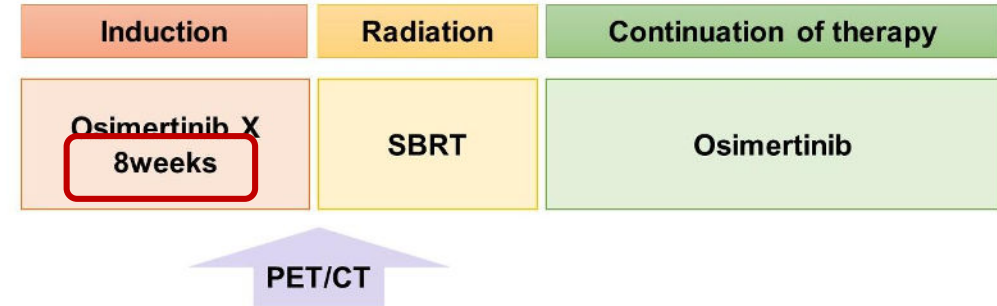 Induction
Radiation
Continuation of therapy
Osimertinib X
8weeks
SBRT
Osimertinib
PET/CT